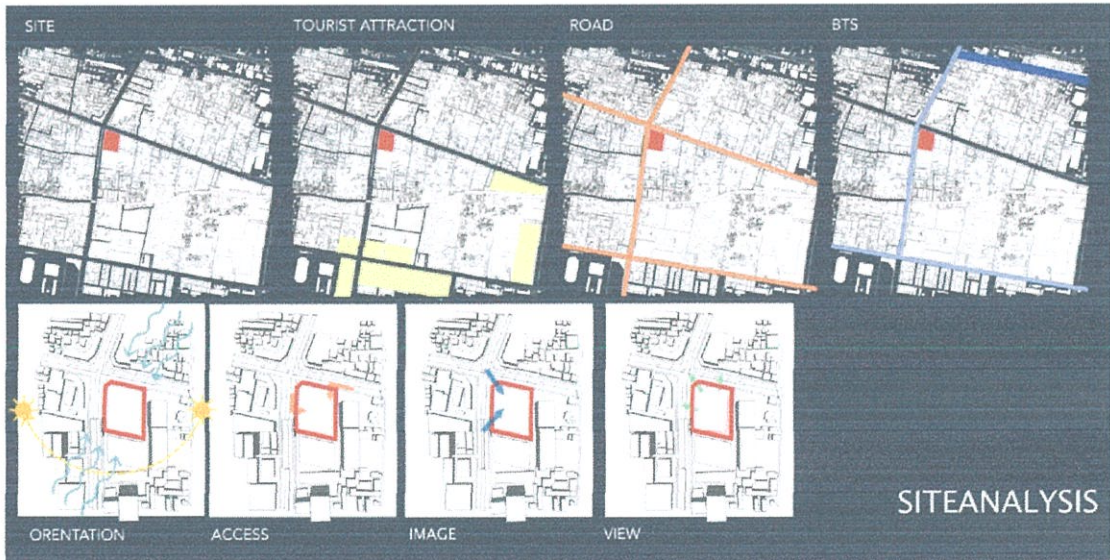 SITE
TOURIST ATTRACTION
ROAD
BTS
ORENTATION
ACCESS
IMAGE
VIEW
SITEANALYSIS